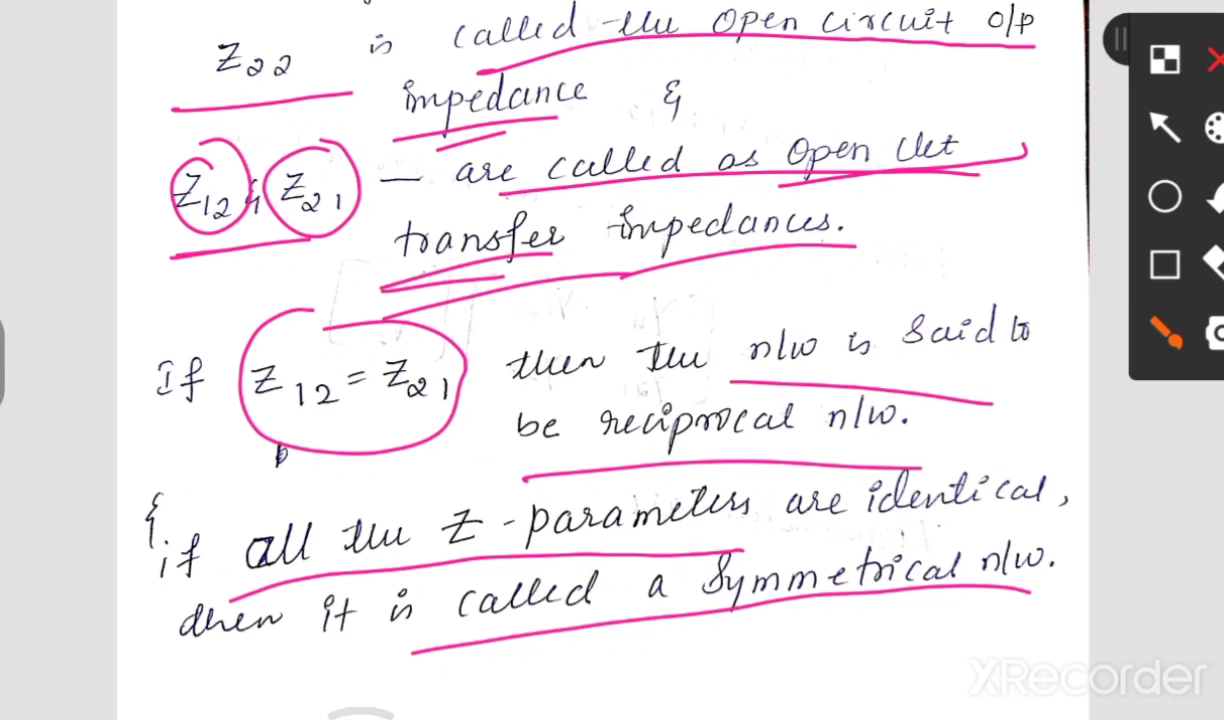 Z22 is called the open circuit o/p
impedance &
Z12 & Z21 — are called as open ckt
transfer impedances.
If Z12 = Z21 then the n/w is said to
be reciprocal n/w.
& if all the Z-parameters are identical,
then it is called a symmetrical n/w.
XRecorder